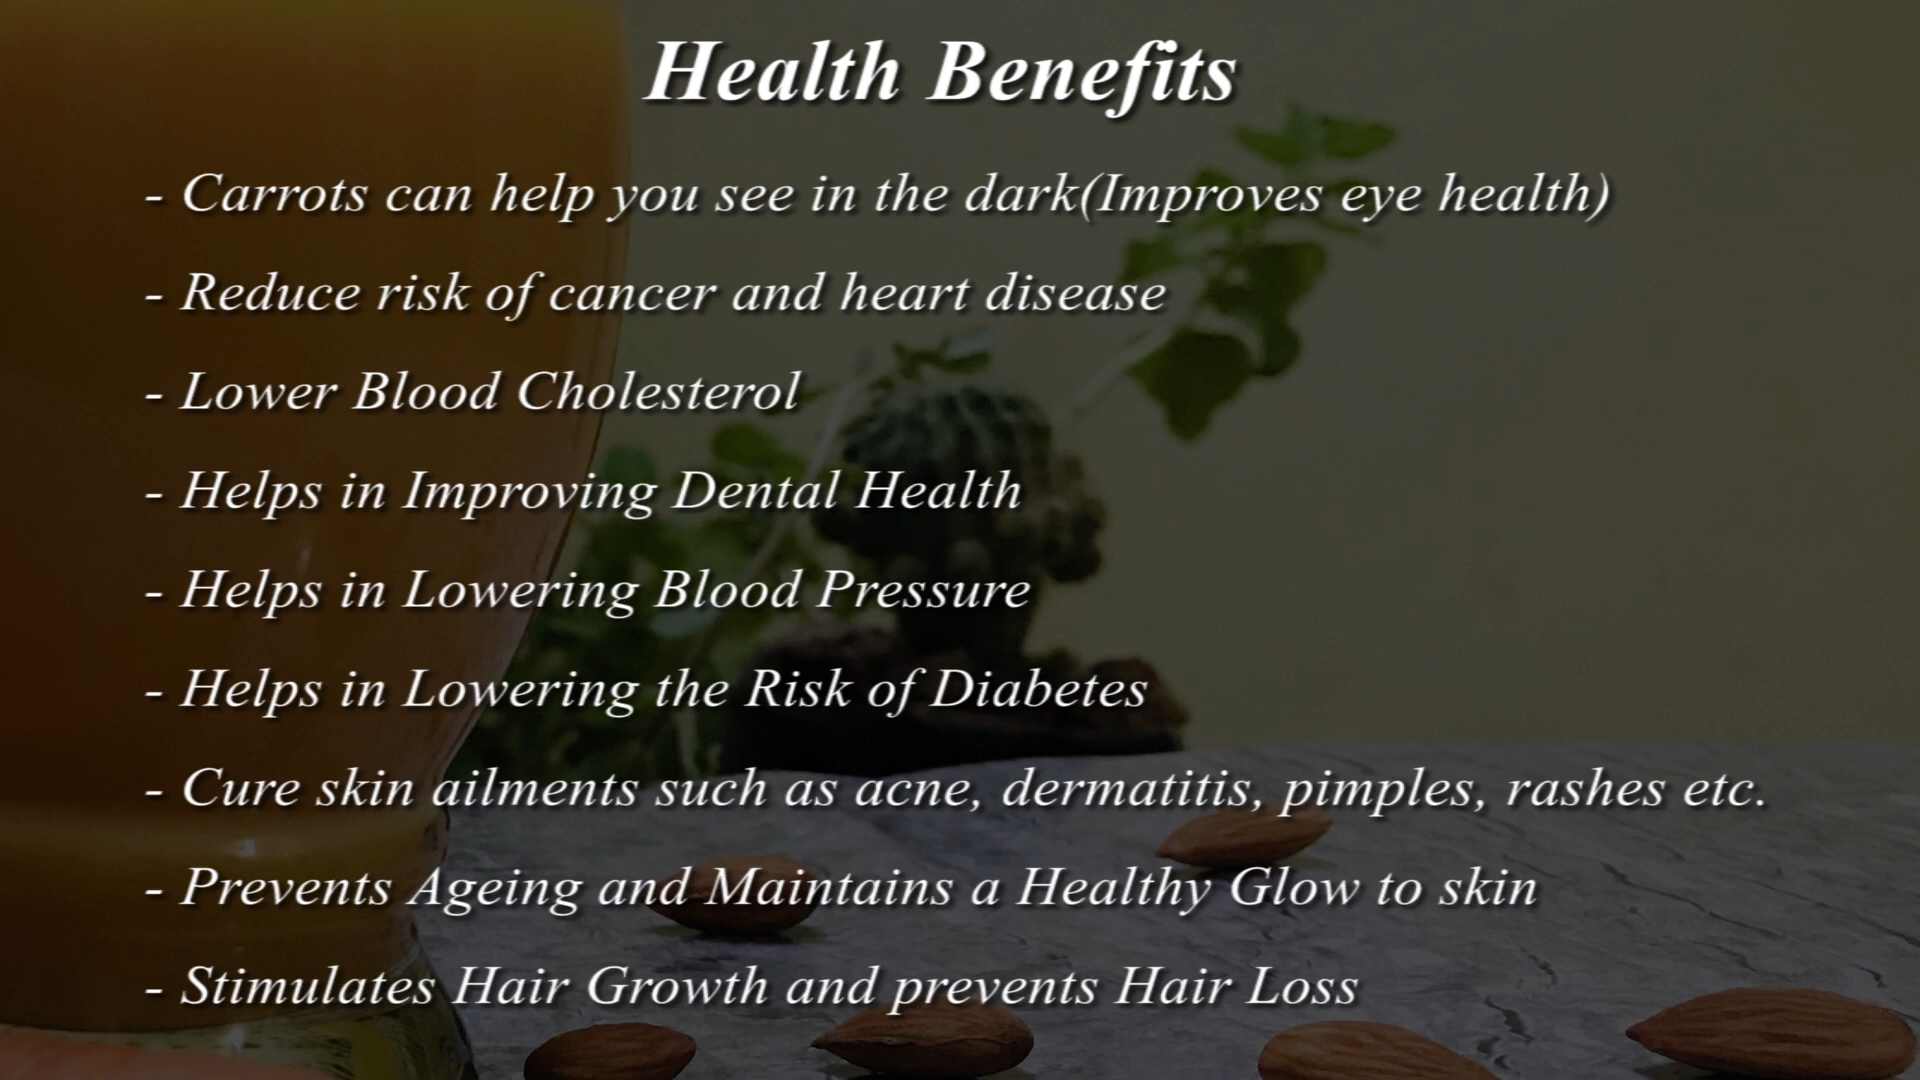 Health Benefits
- Carrots can help you see in the dark(Improves eye health)
- Reduce risk of cancer and heart disease
- Lower Blood Cholesterol
- Helps in Improving Dental Health
- Helps in Lowering Blood Pressure
- Helps in Lowering the Risk of Diabetes
- Cure skin ailments such as acne, dermatitis, pimples, rashes etc.
- Prevents Ageing and Maintains a Healthy Glow to skin
- Stimulates Hair Growth and prevents Hair Loss